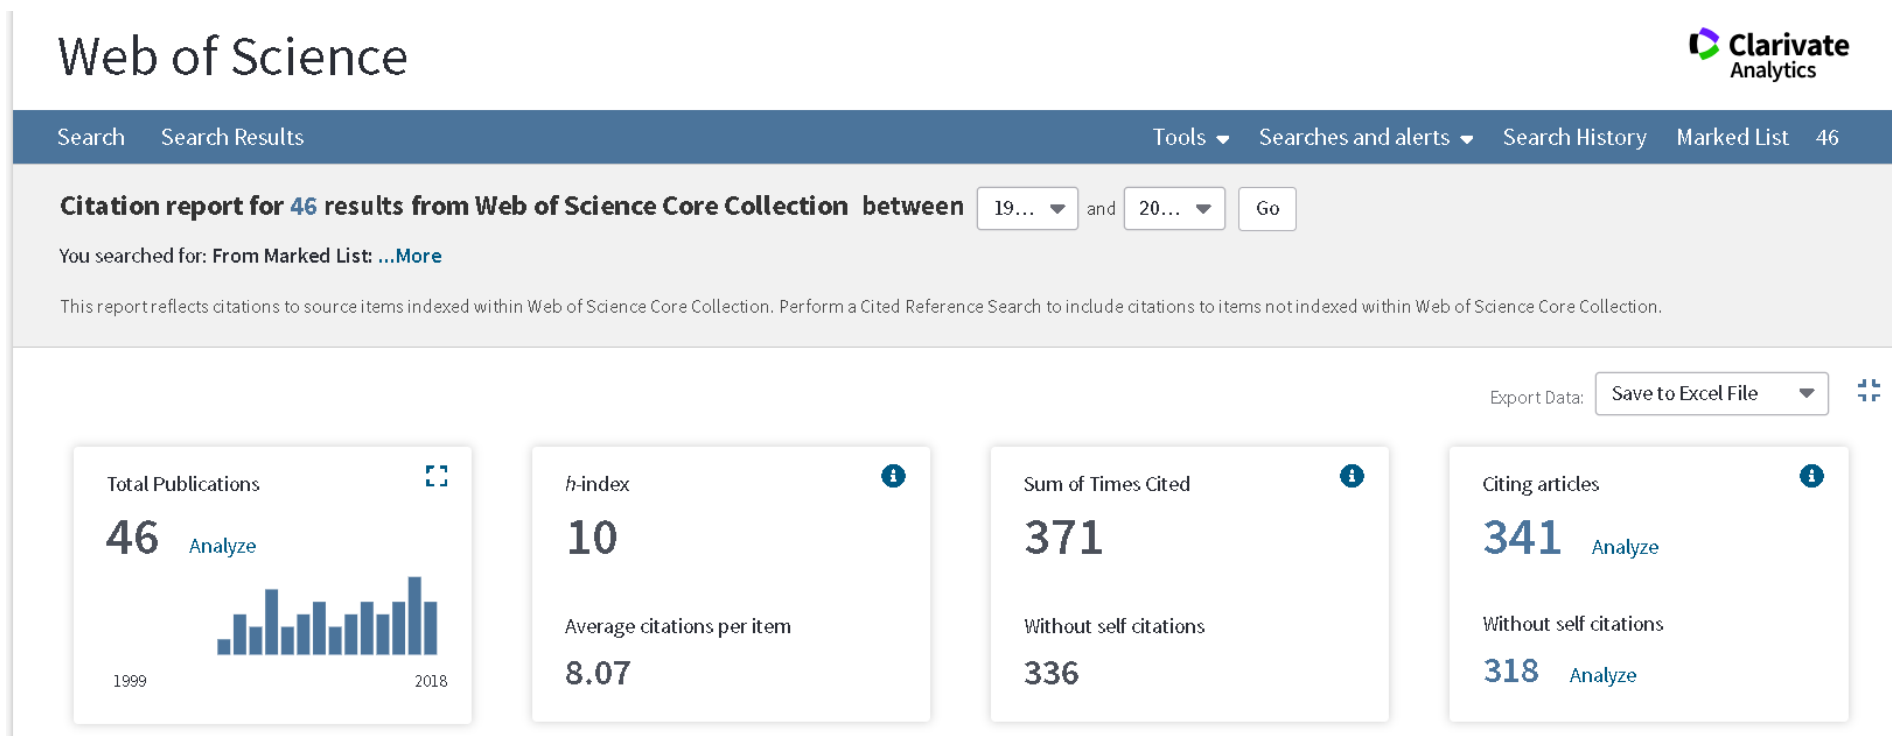 Web of Science
Clarivate
Analytics
Search Search Results Tools Searches and alerts Search History Marked List 46
Citation report for 46 results from Web of Science Core Collection between 19... and 20... Go
You searched for: From Marked List: ...More
This report reflects citations to source items indexed within Web of Science Core Collection. Perform a Cited Reference Search to include citations to items not indexed within Web of Science Core Collection.
Export Data: Save to Excel File
Total Publications
46 Analyze
1999 2018
h-index
10
Average citations per item
8.07
Sum of Times Cited
371
Without self citations
336
Citing articles
341 Analyze
Without self citations
318 Analyze